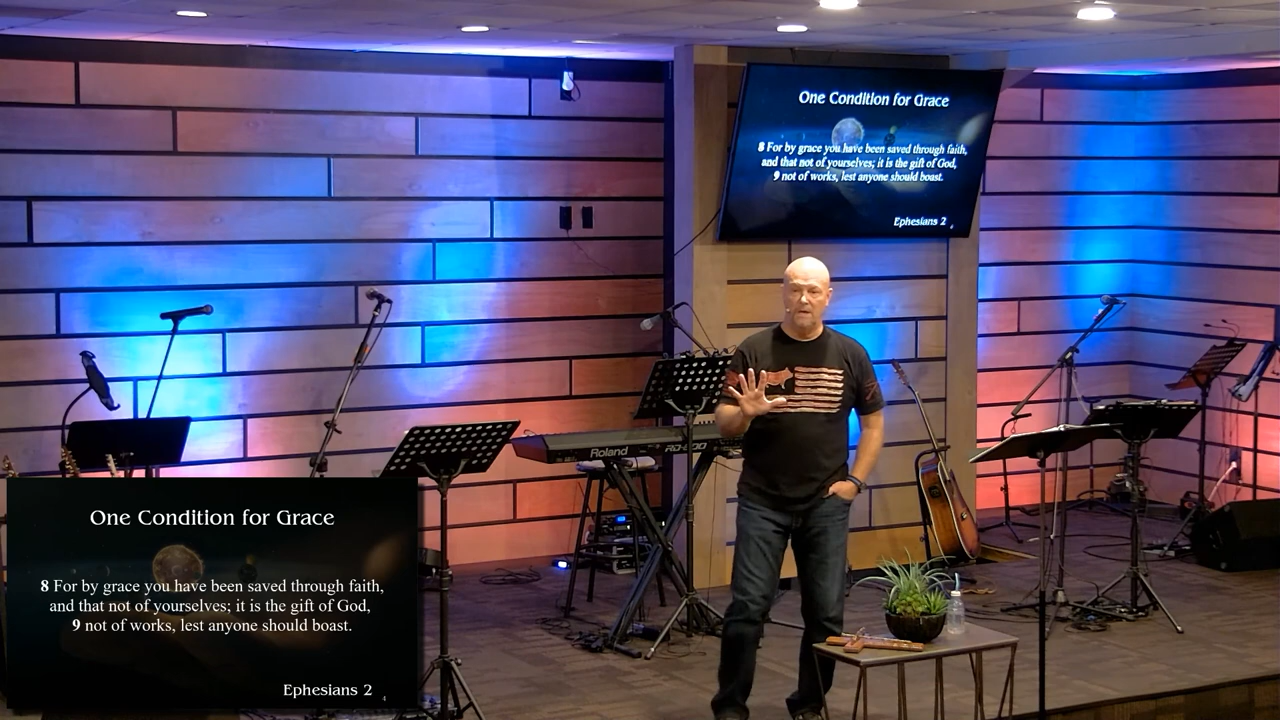 One Condition for Grace
8 For by grace you have been saved through faith,
and that not of yourselves; it is the gift of God,
9 not of works, lest anyone should boast.
Ephesians 2
4
Roland
RD-
One Condition for Grace
8 For by grace you have been saved through faith,
and that not of yourselves; it is the gift of God,
9 not of works, lest anyone should boast.
Ephesians 2
4